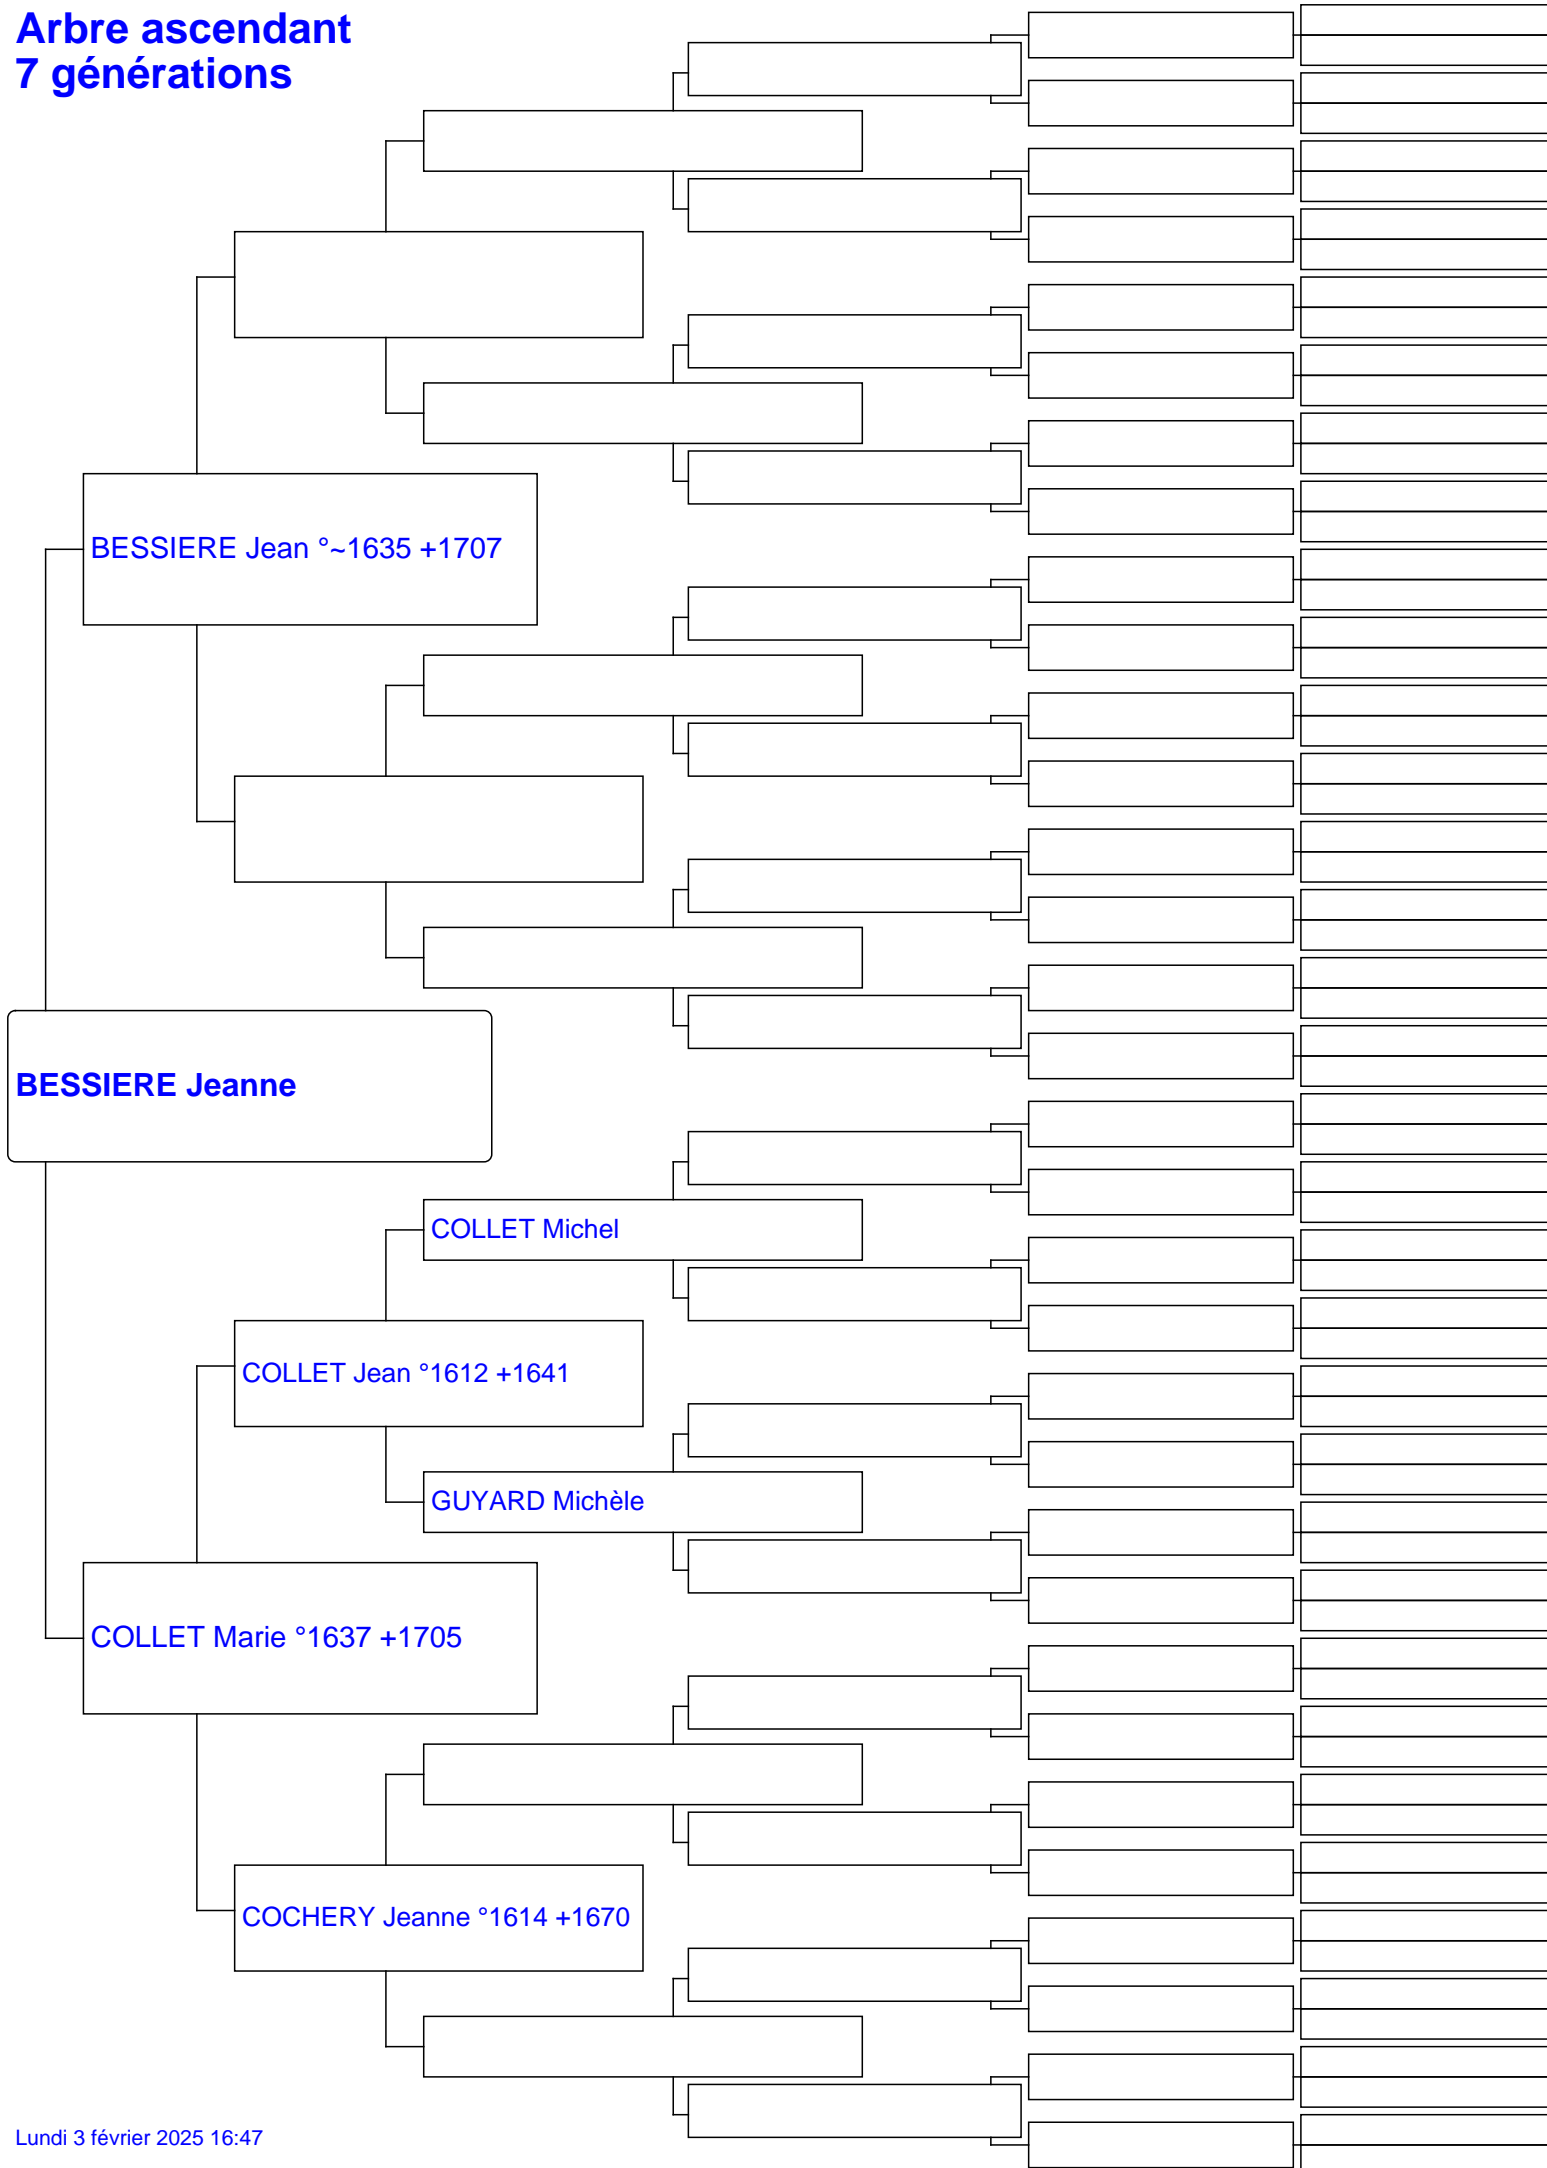 Arbre ascendant
7 générations
BESSIERE Jean °~1635 +1707
BESSIERE Jeanne
COLLET Michel
COLLET Jean °1612 +1641
GUYARD Michèle
COLLET Marie °1637 +1705
COCHERY Jeanne °1614 +1670
Lundi 3 février 2025 16:47